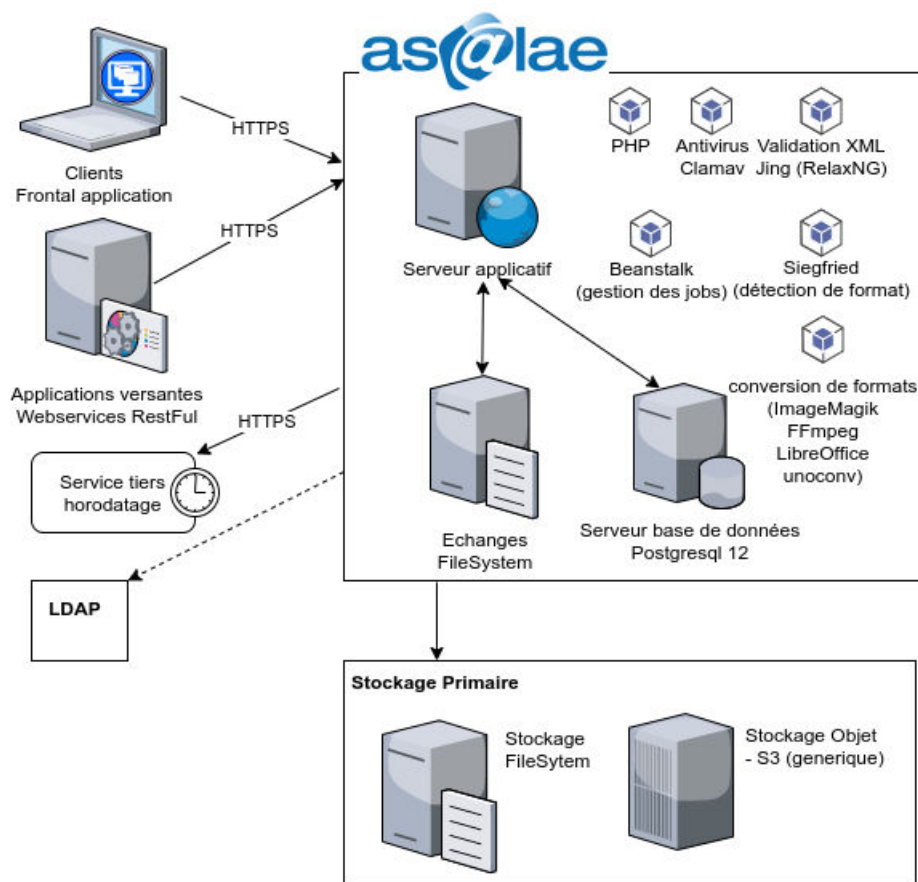 as@lae
HTTPS
Clients
Frontal application
HTTPS
Applications versantes
Webservices RestFul
HTTPS
Service tiers
horodatage
LDAP
PHP
Antivirus
Clamav
Validation XML
Jing (RelaxNG)
Serveur applicatif
Beanstalk
(gestion des jobs)
Siegfried
(détection de format)
conversion de formats
(ImageMagik
FFmpeg
LibreOffice
unoconv)
Echanges
FileSystem
Serveur base de données
Postgresql 12
Stockage Primaire
Stockage
FileSytem
Stockage Objet
- S3 (generique)